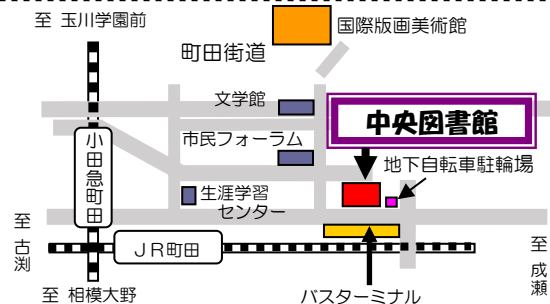 至 玉川学園前
国際版画美術館
町田街道
文学館
中央図書館
市民フォーラム
地下自転車駐輪場
小田急町田
生涯学習
センター
至 古渕
JR町田
至 成瀬
至 相模大野
バスターミナル